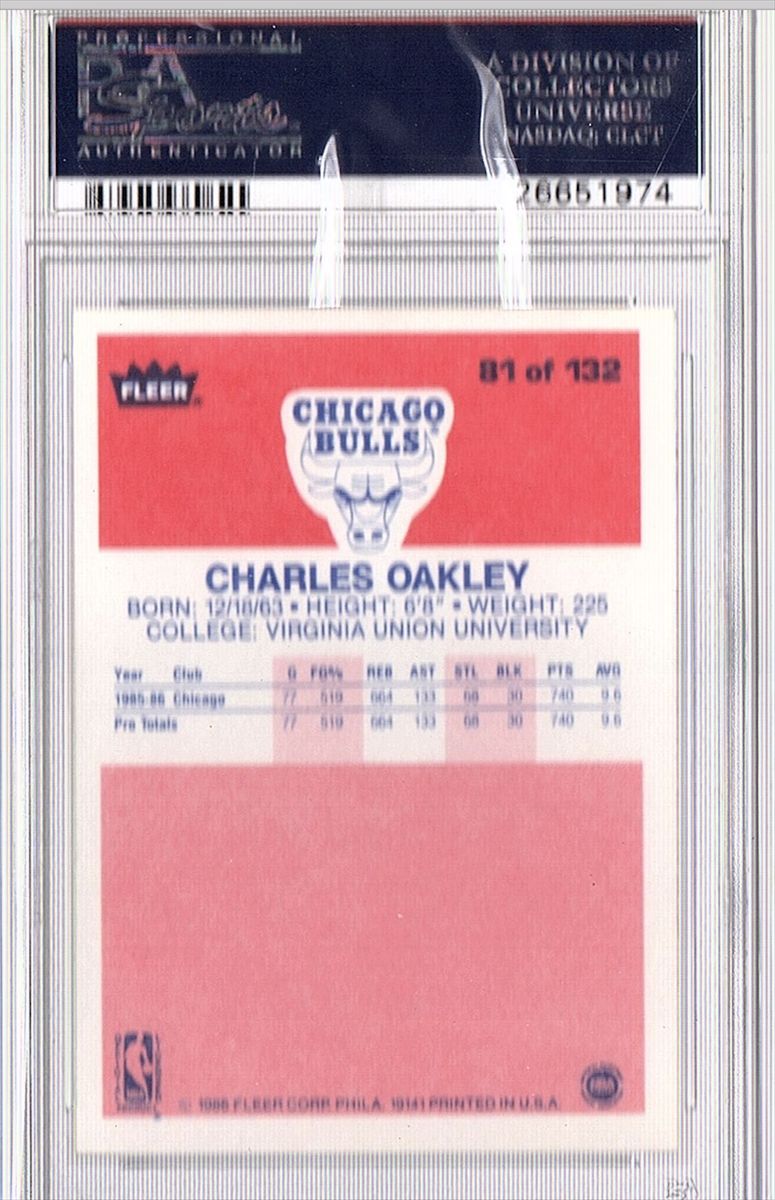 PROFESSIONAL
PSA
Sports
AUTHENTICATOR
A DIVISION OF
COLLECTORS
UNIVERSE
NASDAQ: CLCT
26651974
FLEER
81 of 132
CHICAGO
BULLS
CHARLES OAKLEY
BORN: 12/18/63 • HEIGHT: 6'8" • WEIGHT: 225
COLLEGE: VIRGINIA UNION UNIVERSITY
Year Club G FG% REB AST STL BLK PTS AVG
1985-86 Chicago 77 .519 664 133 68 30 740 9.6
Pro Totals 77 .519 664 133 68 30 740 9.6
© 1986 FLEER CORP. PHILA. 19141 PRINTED IN U.S.A.